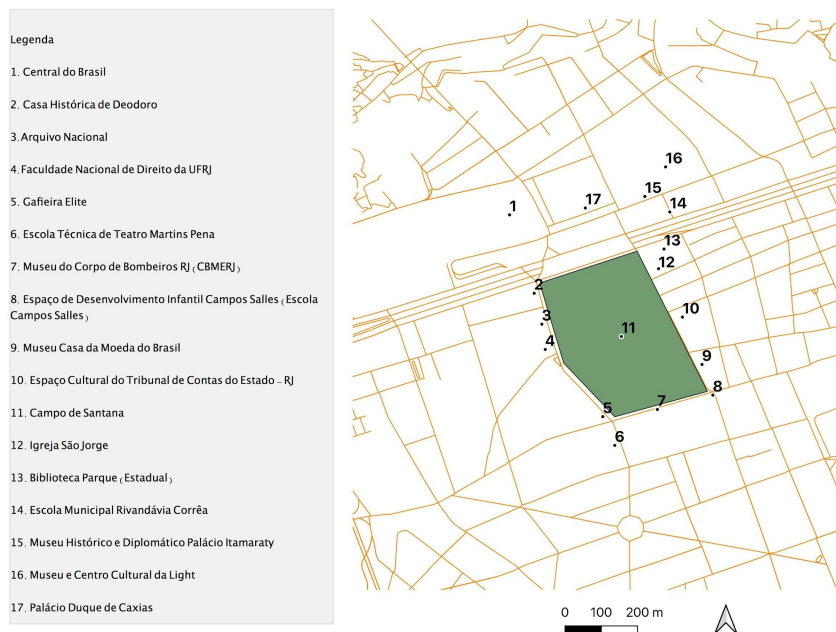 Legenda
1. Central do Brasil
2. Casa Histórica de Deodoro
3.Arquivo Nacional
4.Faculdade Nacional de Direito da UFRJ
5. Gafieira Elite
6. Escola Técnica de Teatro Martins Pena
7. Museu do Corpo de Bombeiros RJ (CBMERJ)
8. Espaço de Desenvolvimento Infantil Campos Salles (Escola
Campos Salles)
9. Museu Casa da Moeda do Brasil
10. Espaço Cultural do Tribunal de Contas do Estado – RJ
11. Campo de Santana
12. Igreja São Jorge
13. Biblioteca Parque (Estadual)
14. Escola Municipal Rivandávia Corrêa
15. Museu Histórico e Diplomático Palácio Itamaraty
16. Museu e Centro Cultural da Light
17. Palácio Duque de Caxias
16
15
17
14
1
13
12
2
10
3
11
4
9
8
7
5
6
0 100 200 m